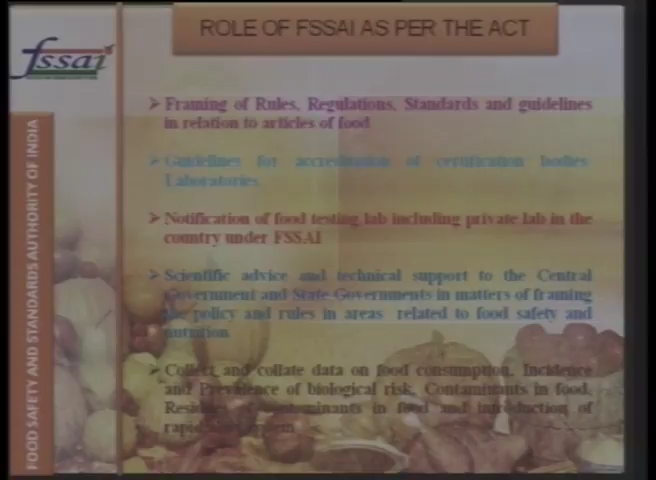 ROLE OF FSSAI AS PER THE ACT
fssai
FOOD SAFETY AND STANDARDS AUTHORITY OF INDIA
➢ Framing of Rules, Regulations, Standards and guidelines
in relation to articles of food
➢ Guidelines for accreditation of certification bodies
Laboratories
➢ Notification of food testing lab including private lab in the
country under FSSAI
➢ Scientific advice and technical support to the Central
Government and State Governments in matters of framing
the policy and rules in areas related to food safety and
nutrition
➢ Collect and collate data on food consumption, Incidence
and Prevalence of biological risk, Contaminants in food,
Residues of contaminants in food and introduction of
rapid alert system